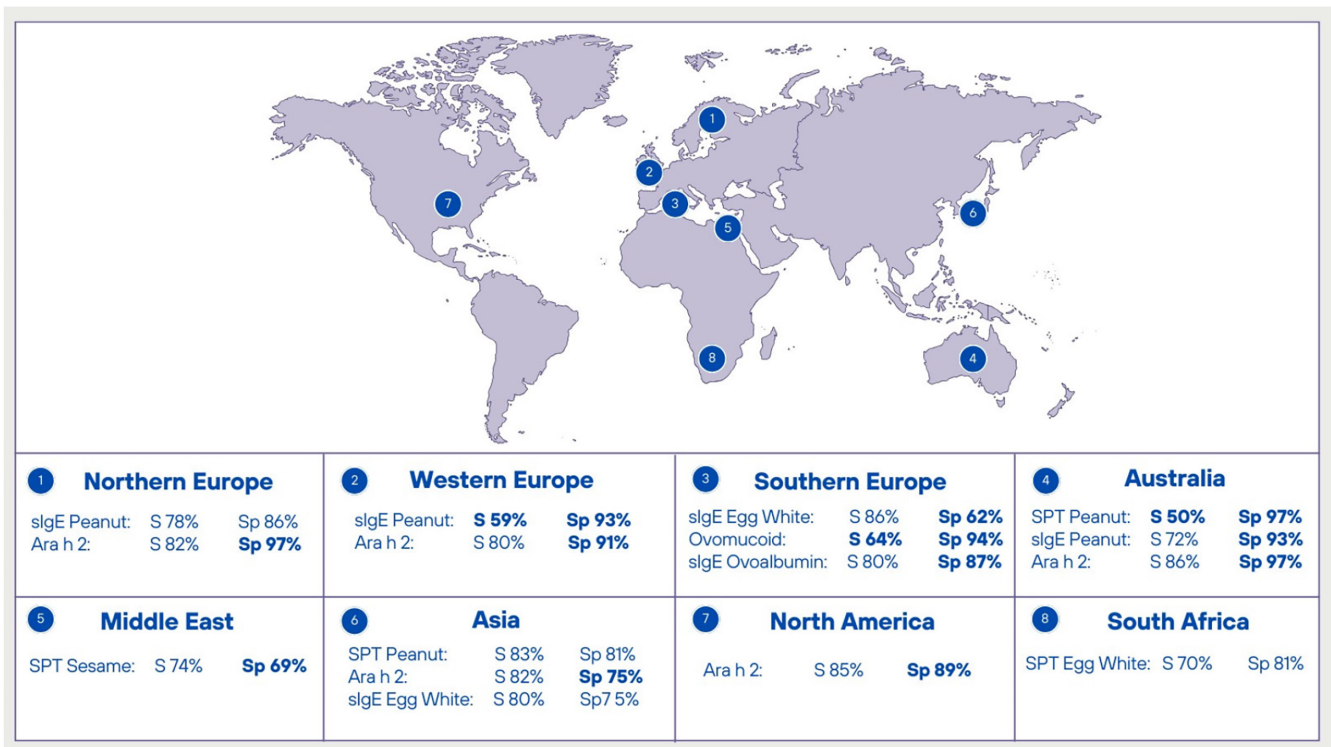 1
2
3
7
5
6
8
4
1 Northern Europe
sIgE Peanut: S 78% Sp 86%
Ara h 2: S 82% Sp 97%
2 Western Europe
sIgE Peanut: S 59% Sp 93%
Ara h 2: S 80% Sp 91%
3 Southern Europe
sIgE Egg White: S 86% Sp 62%
Ovomucoid: S 64% Sp 94%
sIgE Ovoalbumin: S 80% Sp 87%
4 Australia
SPT Peanut: S 50% Sp 97%
sIgE Peanut: S 72% Sp 93%
Ara h 2: S 86% Sp 97%
5 Middle East
SPT Sesame: S 74% Sp 69%
6 Asia
SPT Peanut: S 83% Sp 81%
Ara h 2: S 82% Sp 75%
sIgE Egg White: S 80% Sp7 5%
7 North America
Ara h 2: S 85% Sp 89%
8 South Africa
SPT Egg White: S 70% Sp 81%